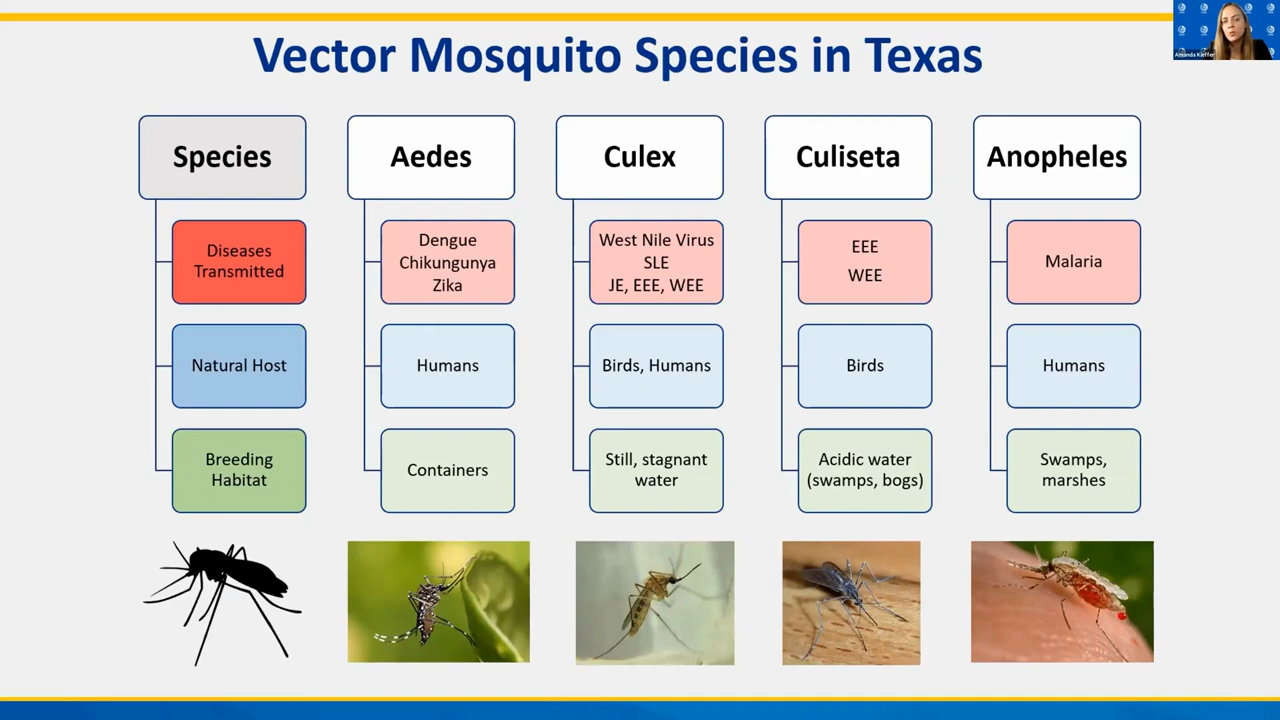 Vector Mosquito Species in Texas
Amanda Kieffer
Species
Diseases
Transmitted
Natural Host
Breeding
Habitat
Aedes
Dengue
Chikungunya
Zika
Humans
Containers
Culex
West Nile Virus
SLE
JE, EEE, WEE
Birds, Humans
Still, stagnant
water
Culiseta
EEE
WEE
Birds
Acidic water
(swamps, bogs)
Anopheles
Malaria
Humans
Swamps,
marshes